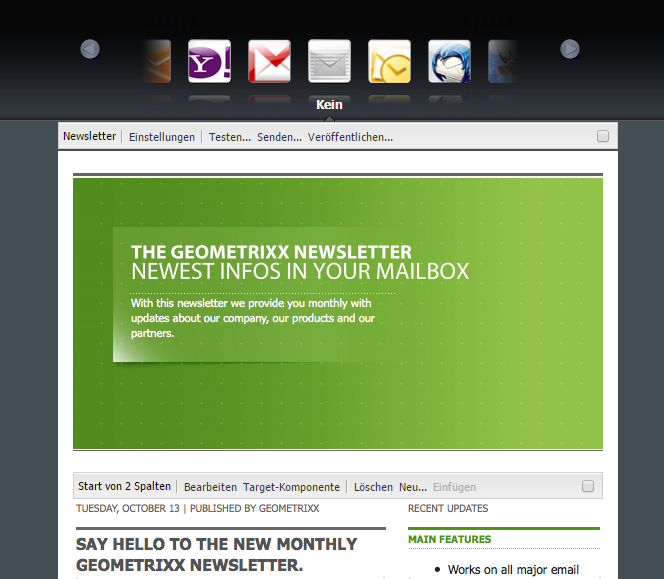 Kein
Newsletter Einstellungen Testen... Senden... Veröffentlichen...
THE GEOMETRIXX NEWSLETTER
NEWEST INFOS IN YOUR MAILBOX
With this newsletter we provide you monthly with
updates about our company, our products and our
partners.
Start von 2 Spalten Bearbeiten Target-Komponente Löschen Neu... Einfügen
TUESDAY, OCTOBER 13 | PUBLISHED BY GEOMETRIXX
SAY HELLO TO THE NEW MONTHLY
GEOMETRIXX NEWSLETTER.
RECENT UPDATES
MAIN FEATURES
• Works on all major email